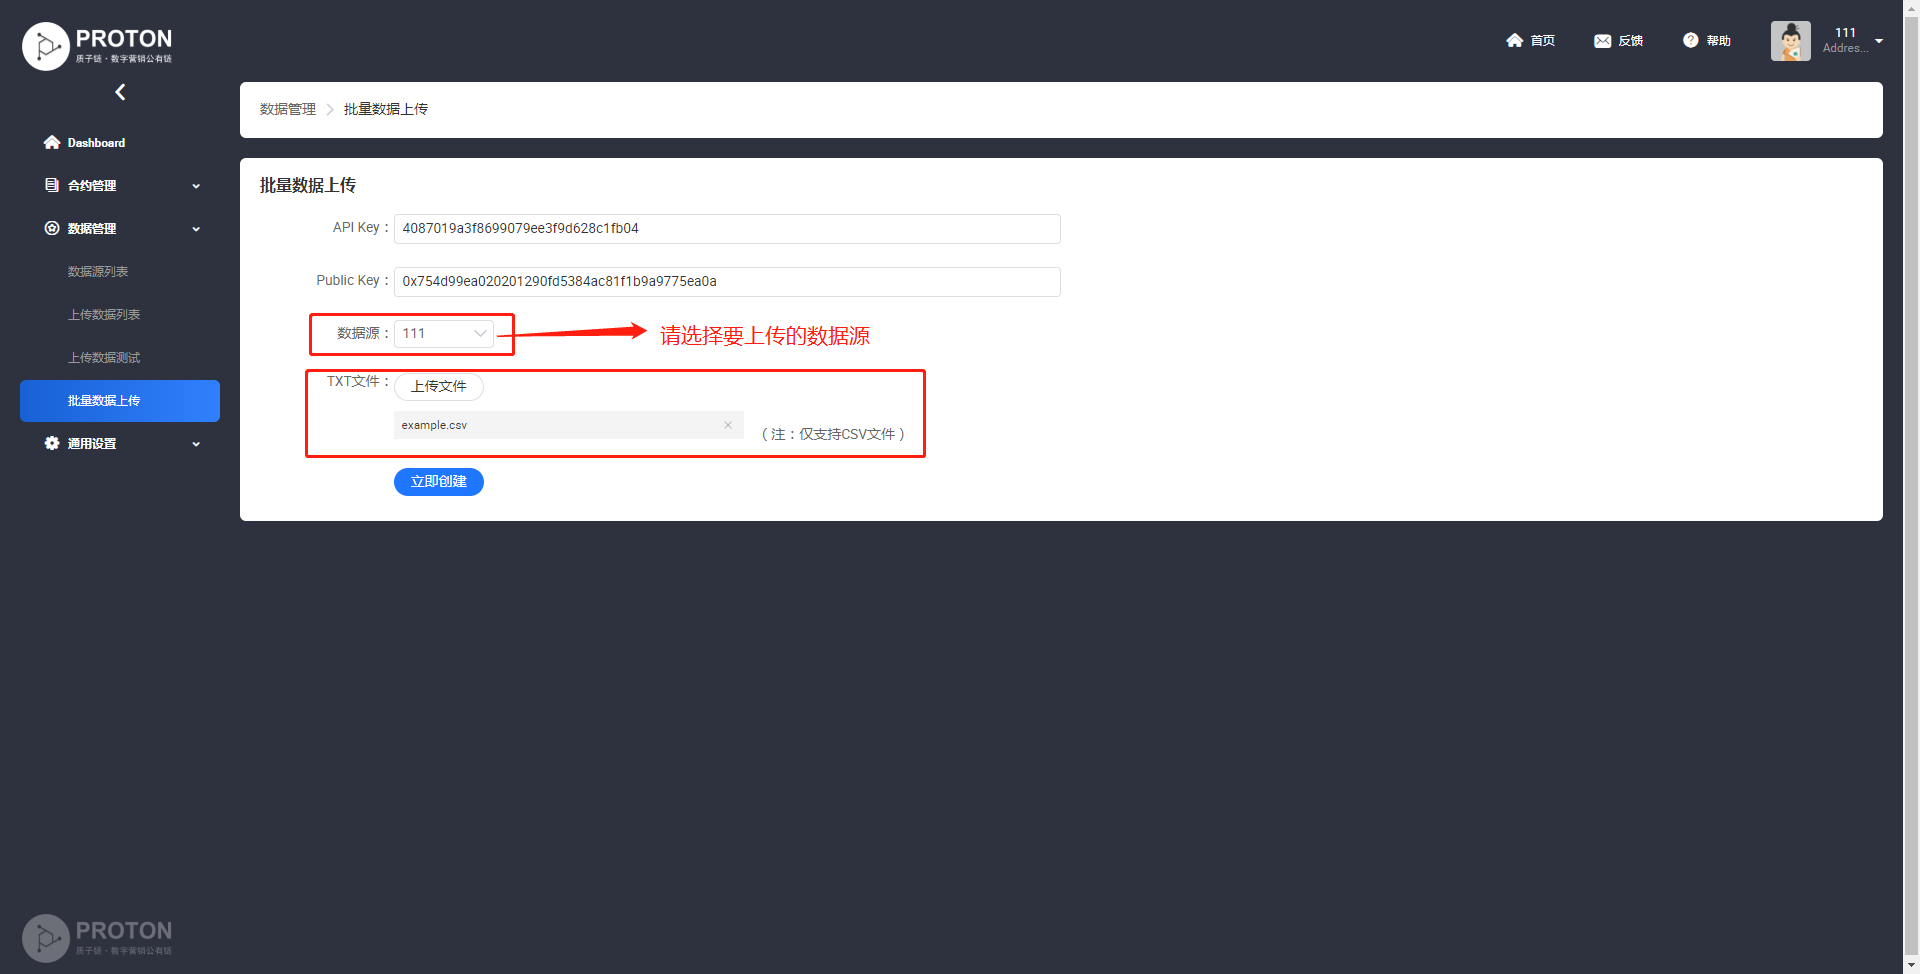 PROTON
质子链·数字营销公有链
首页
反馈
帮助
111
Addres...
Dashboard
合约管理
数据管理
数据源列表
上传数据列表
上传数据测试
批量数据上传
通用设置
数据管理 > 批量数据上传
批量数据上传
API Key：
4087019a3f8699079ee3f9d628c1fb04
Public Key：
0x754d99ea020201290fd5384ac81f1b9a9775ea0a
数据源：
111
请选择要上传的数据源
TXT文件：
上传文件
example.csv
（注：仅支持CSV文件）
立即创建
PROTON
质子链·数字营销公有链